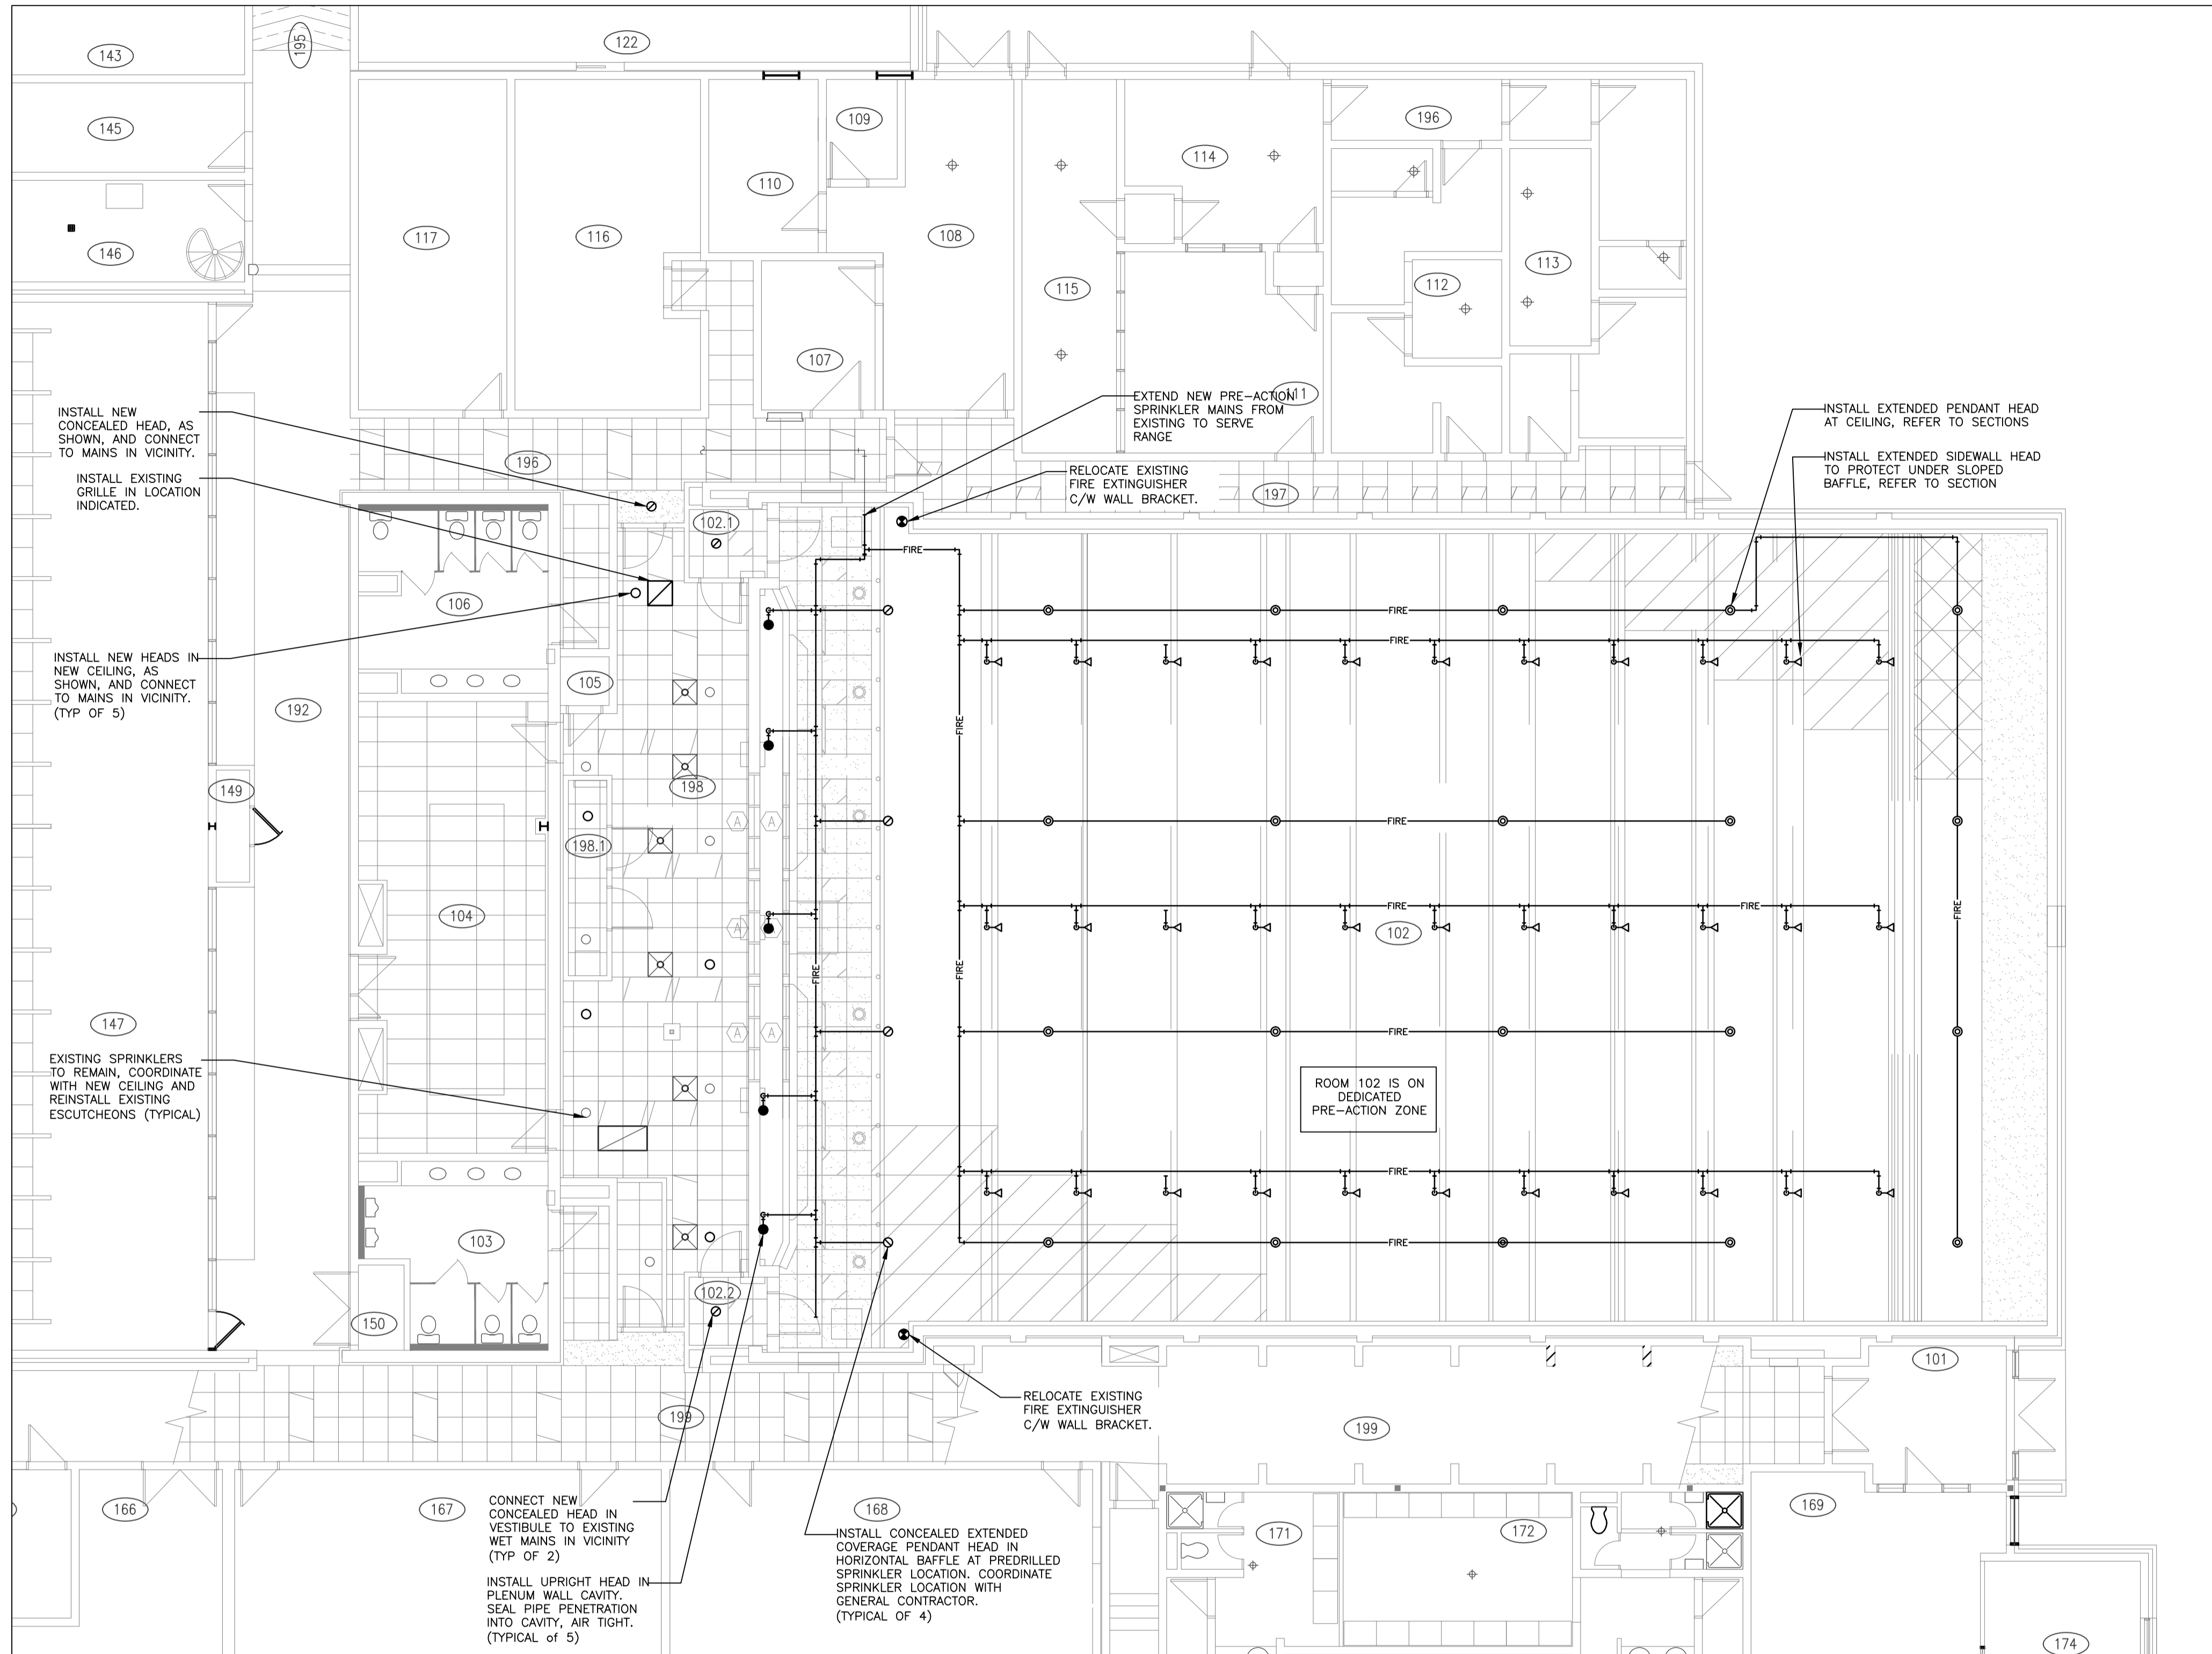 143
195
122
145
109
196
114
110
146
117
116
108
113
112
115
107
111
INSTALL NEW
CONCEALED HEAD, AS
SHOWN, AND CONNECT
TO MAINS IN VICINITY.
EXTEND NEW PRE-ACTION
SPRINKLER MAINS FROM
EXISTING TO SERVE
RANGE
INSTALL EXTENDED PENDANT HEAD
AT CEILING, REFER TO SECTIONS
INSTALL EXTENDED SIDEWALL HEAD
TO PROTECT UNDER SLOPED
BAFFLE, REFER TO SECTION
196
RELOCATE EXISTING
FIRE EXTINGUISHER
C/W WALL BRACKET.
197
INSTALL EXISTING
GRILLE IN LOCATION
INDICATED.
102.1
FIRE
106
FIRE
FIRE
INSTALL NEW HEADS IN
NEW CEILING, AS
SHOWN, AND CONNECT
TO MAINS IN VICINITY.
(TYP OF 5)
105
192
FIRE
149
198
A
A
FIRE
198.1
104
A
A
FIRE
FIRE
FIRE
102
FIRE
FIRE
147
A
A
FIRE
EXISTING SPRINKLERS
TO REMAIN, COORDINATE
WITH NEW CEILING AND
REINSTALL EXISTING
ESCUTCHEONS (TYPICAL)
ROOM 102 IS ON
DEDICATED
PRE-ACTION ZONE
FIRE
103
FIRE
102.2
150
101
RELOCATE EXISTING
FIRE EXTINGUISHER
C/W WALL BRACKET.
199
199
166
167
168
CONNECT NEW
CONCEALED HEAD IN
VESTIBULE TO EXISTING
WET MAINS IN VICINITY
(TYP OF 2)
INSTALL UPRIGHT HEAD IN
PLENUM WALL CAVITY.
SEAL PIPE PENETRATION
INTO CAVITY, AIR TIGHT.
(TYPICAL of 5)
INSTALL CONCEALED EXTENDED
COVERAGE PENDANT HEAD IN
HORIZONTAL BAFFLE AT PREDRILLED
SPRINKLER LOCATION. COORDINATE
SPRINKLER LOCATION WITH
GENERAL CONTRACTOR.
(TYPICAL OF 4)
171
172
169
174